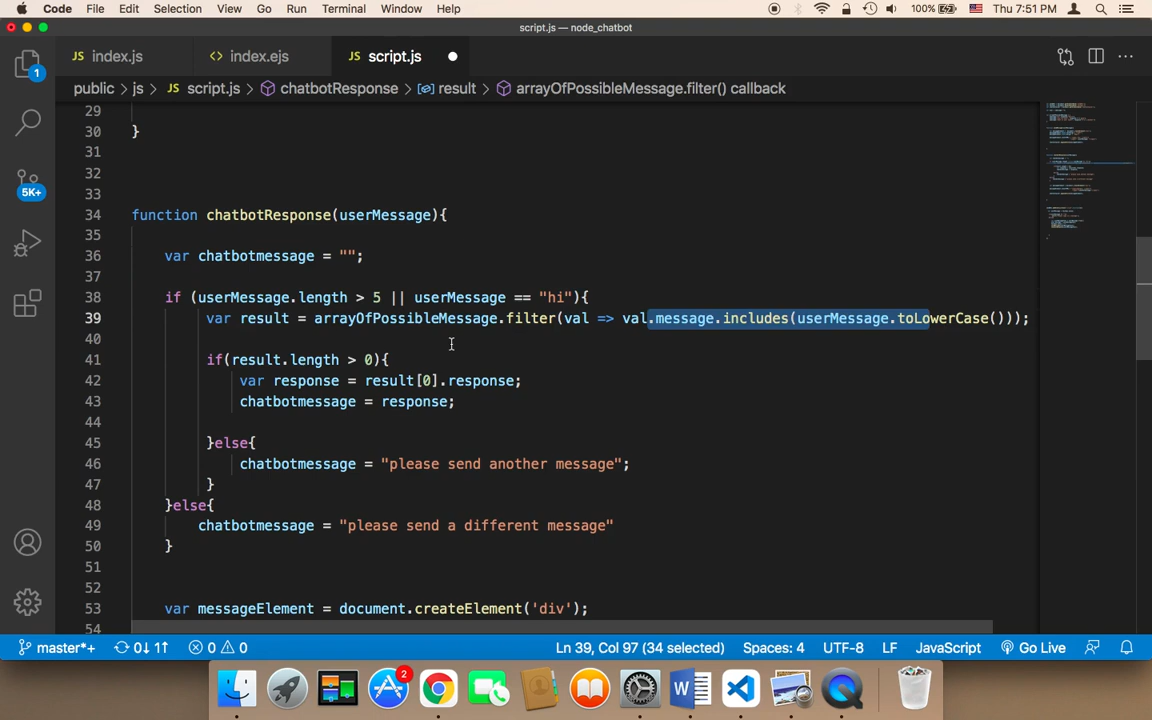 Code File Edit Selection View Go Run Terminal Window Help 100% Thu 7:51 PM
script.js — node_chatbot
JS index.js <> index.ejs JS script.js
1
public > js > JS script.js > chatbotResponse > result > arrayOfPossibleMessage.filter() callback
29
30 }
31
32
33
34 function chatbotResponse(userMessage){
35
36 var chatbotmessage = "";
37
38 if (userMessage.length > 5 || userMessage == "hi"){
39 var result = arrayOfPossibleMessage.filter(val => val.message.includes(userMessage.toLowerCase()));
40
41 if(result.length > 0){
42 var response = result[0].response;
43 chatbotmessage = response;
44
45 }else{
46 chatbotmessage = "please send another message";
47 }
48 }else{
49 chatbotmessage = "please send a different message"
50 }
51
52
53 var messageElement = document.createElement('div');
54
5K+
master*+ 0↓ 1↑ 0 0 Ln 39, Col 97 (34 selected) Spaces: 4 UTF-8 LF JavaScript Go Live
2
W